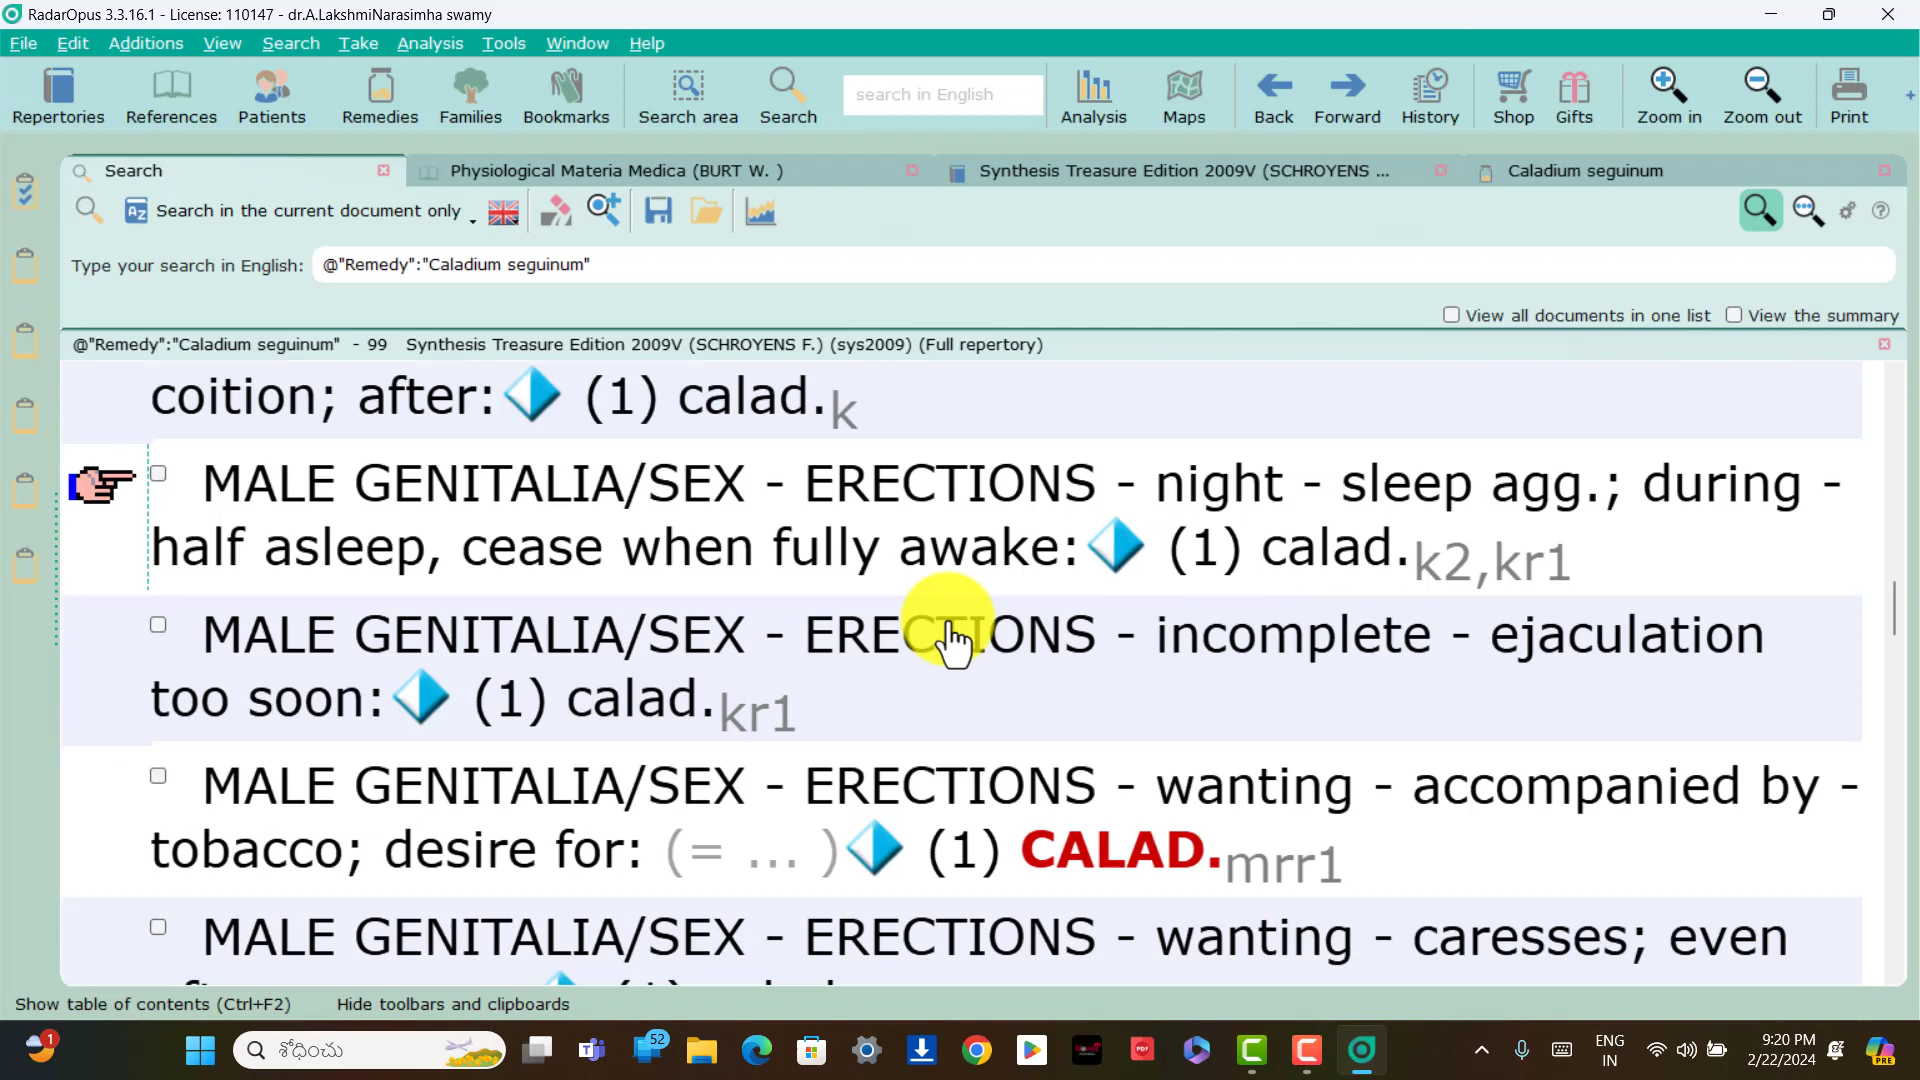 RadarOpus 3.3.16.1 - License: 110147 - dr.A.LakshmiNarasimha swamy
File Edit Additions View Search Take Analysis Tools Window Help
Repertories References Patients Remedies Families Bookmarks Search area Search search in English Analysis Maps Back Forward History Shop Gifts Zoom in Zoom out Print
Search Physiological Materia Medica (BURT W. ) Synthesis Treasure Edition 2009V (SCHROYENS ... Caladium seguinum
Search in the current document only
Type your search in English: @"Remedy":"Caladium seguinum"
View all documents in one list View the summary
@"Remedy":"Caladium seguinum" - 99 Synthesis Treasure Edition 2009V (SCHROYENS F.) (sys2009) (Full repertory)
coition; after: (1) calad.k
MALE GENITALIA/SEX - ERECTIONS - night - sleep agg.; during -
half asleep, cease when fully awake: (1) calad.k2,kr1
MALE GENITALIA/SEX - ERECTIONS - incomplete - ejaculation
too soon: (1) calad.kr1
MALE GENITALIA/SEX - ERECTIONS - wanting - accompanied by -
tobacco; desire for: (= ... ) (1) CALAD.mrr1
MALE GENITALIA/SEX - ERECTIONS - wanting - caresses; even
Show table of contents (Ctrl+F2) Hide toolbars and clipboards
1 శోధించు 52 ENG 9:20 PM
IN 2/22/2024